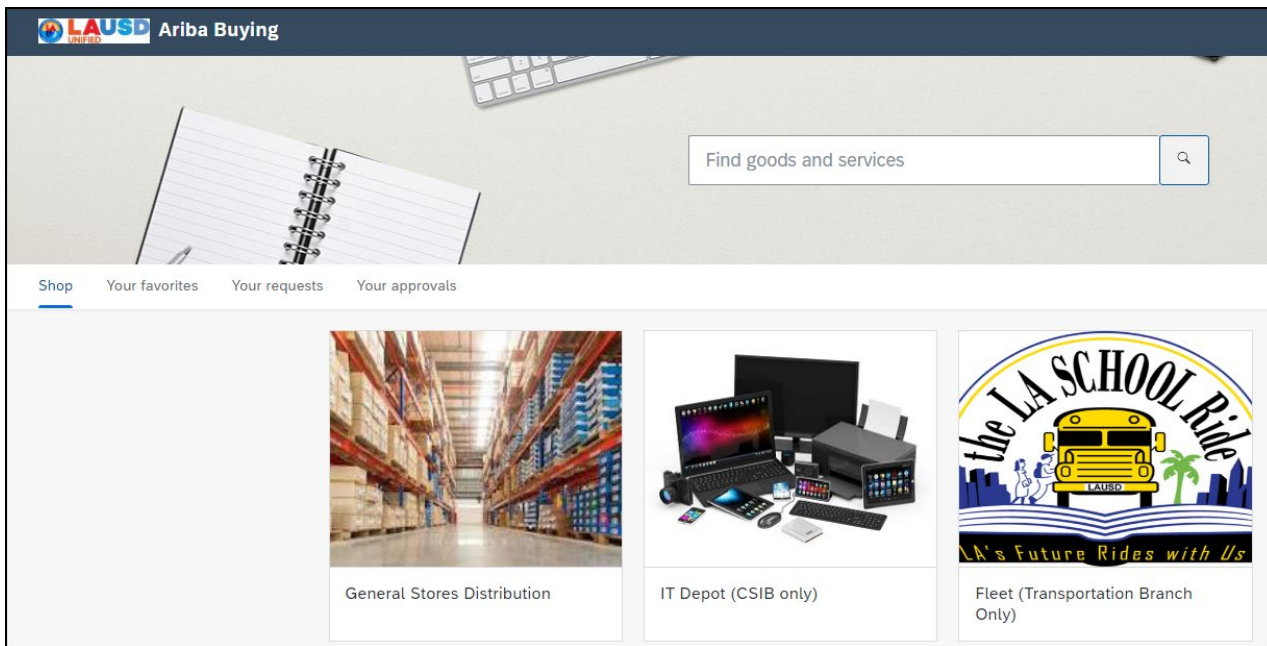 LAUSD
UNIFIED
Ariba Buying
Find goods and services
Shop Your favorites Your requests Your approvals
the LA SCHOOL Ride
LAUSD
LA's Future Rides with Us
General Stores Distribution
IT Depot (CSIB only)
Fleet (Transportation Branch
Only)